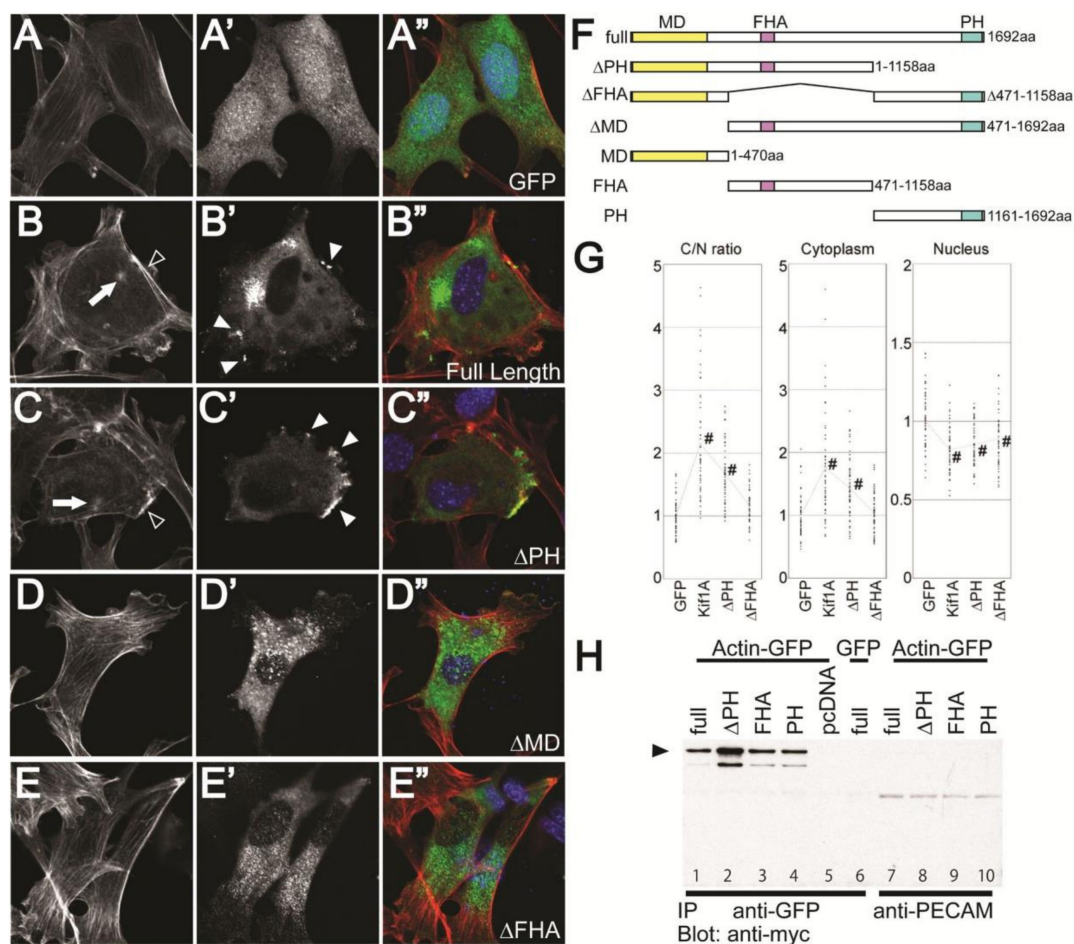 A A' A"
GFP
B B' B"
Full Length
C C' C"
ΔPH
D D' D"
ΔMD
E E' E"
ΔFHA
F
MD FHA PH
full 1692aa
ΔPH 1-1158aa
ΔFHA Δ471-1158aa
ΔMD 471-1692aa
MD 1-470aa
FHA 471-1158aa
PH 1161-1692aa
G
C/N ratio Cytoplasm Nucleus
5 5 2
4 4
1.5
3 3
2 # # 2 # # 1 # # #
1 1 0.5
0 0 0
GFP Kif1A ΔPH ΔFHA GFP Kif1A ΔPH ΔFHA GFP Kif1A ΔPH ΔFHA
H
Actin-GFP GFP Actin-GFP
full ΔPH FHA PH pcDNA full full ΔPH FHA PH
1 2 3 4 5 6 7 8 9 10
IP anti-GFP anti-PECAM
Blot: anti-myc